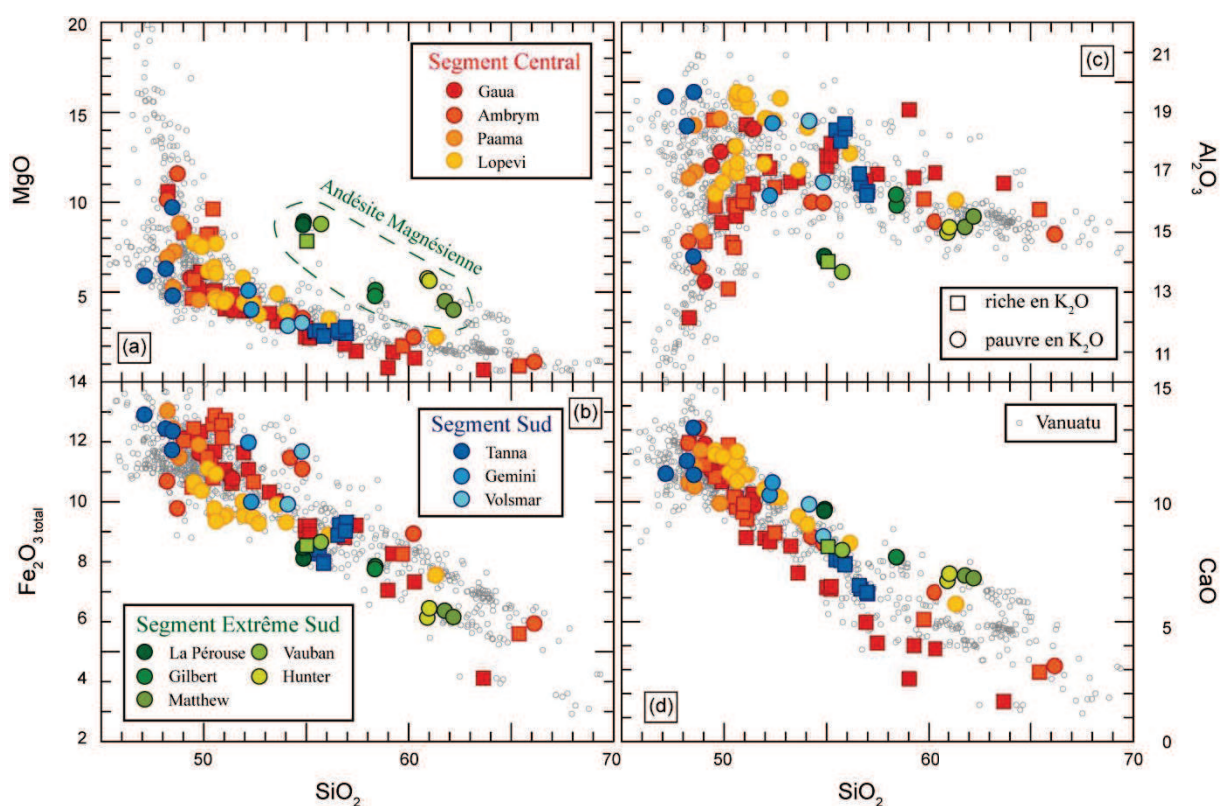 20
15
10
5
MgO
Segment Central
Gaua
Ambrym
Paama
Lopevi
Andésite Magnésienne
(a)
21
19
17
15
13
11
Al2O3
(c)
riche en K2O
pauvre en K2O
14
12
10
8
6
4
2
Fe2O3 total
(b)
Segment Sud
Tanna
Gemini
Volsmar
Segment Extrême Sud
La Pérouse
Vauban
Gilbert
Hunter
Matthew
50
60
70
SiO2
15
10
5
0
CaO
Vanuatu
(d)
50
60
70
SiO2